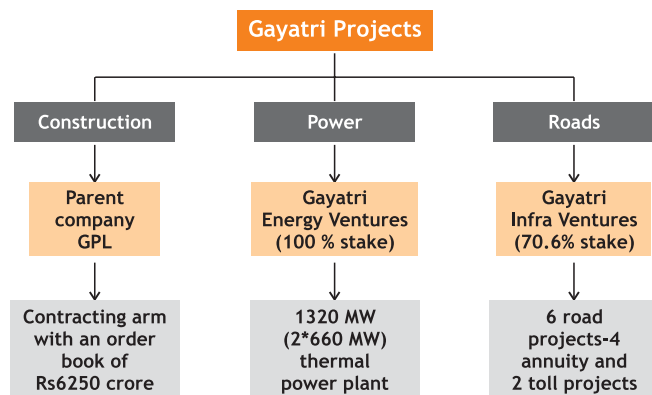 Gayatri Projects
Construction
Power
Roads
Parent
company
GPL
Gayatri
Energy Ventures
(100 % stake)
Gayatri
Infra Ventures
(70.6% stake)
Contracting arm
with an order
book of
Rs6250 crore
1320 MW
(2*660 MW)
thermal
power plant
6 road
projects-4
annuity and
2 toll projects